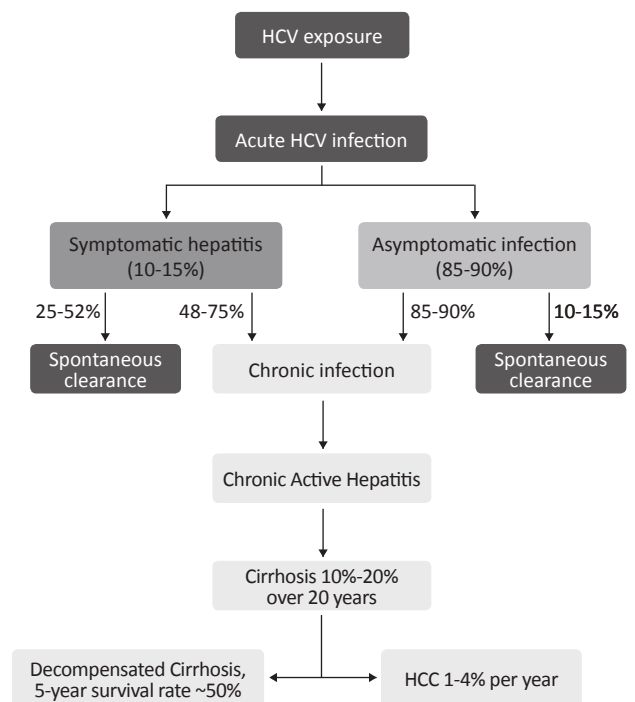 HCV exposure
Acute HCV infection
Symptomatic hepatitis
(10-15%)
Asymptomatic infection
(85-90%)
25-52%
48-75%
85-90%
10-15%
Spontaneous
clearance
Chronic infection
Spontaneous
clearance
Chronic Active Hepatitis
Cirrhosis 10%-20%
over 20 years
Decompensated Cirrhosis,
5-year survival rate ~50%
HCC 1-4% per year